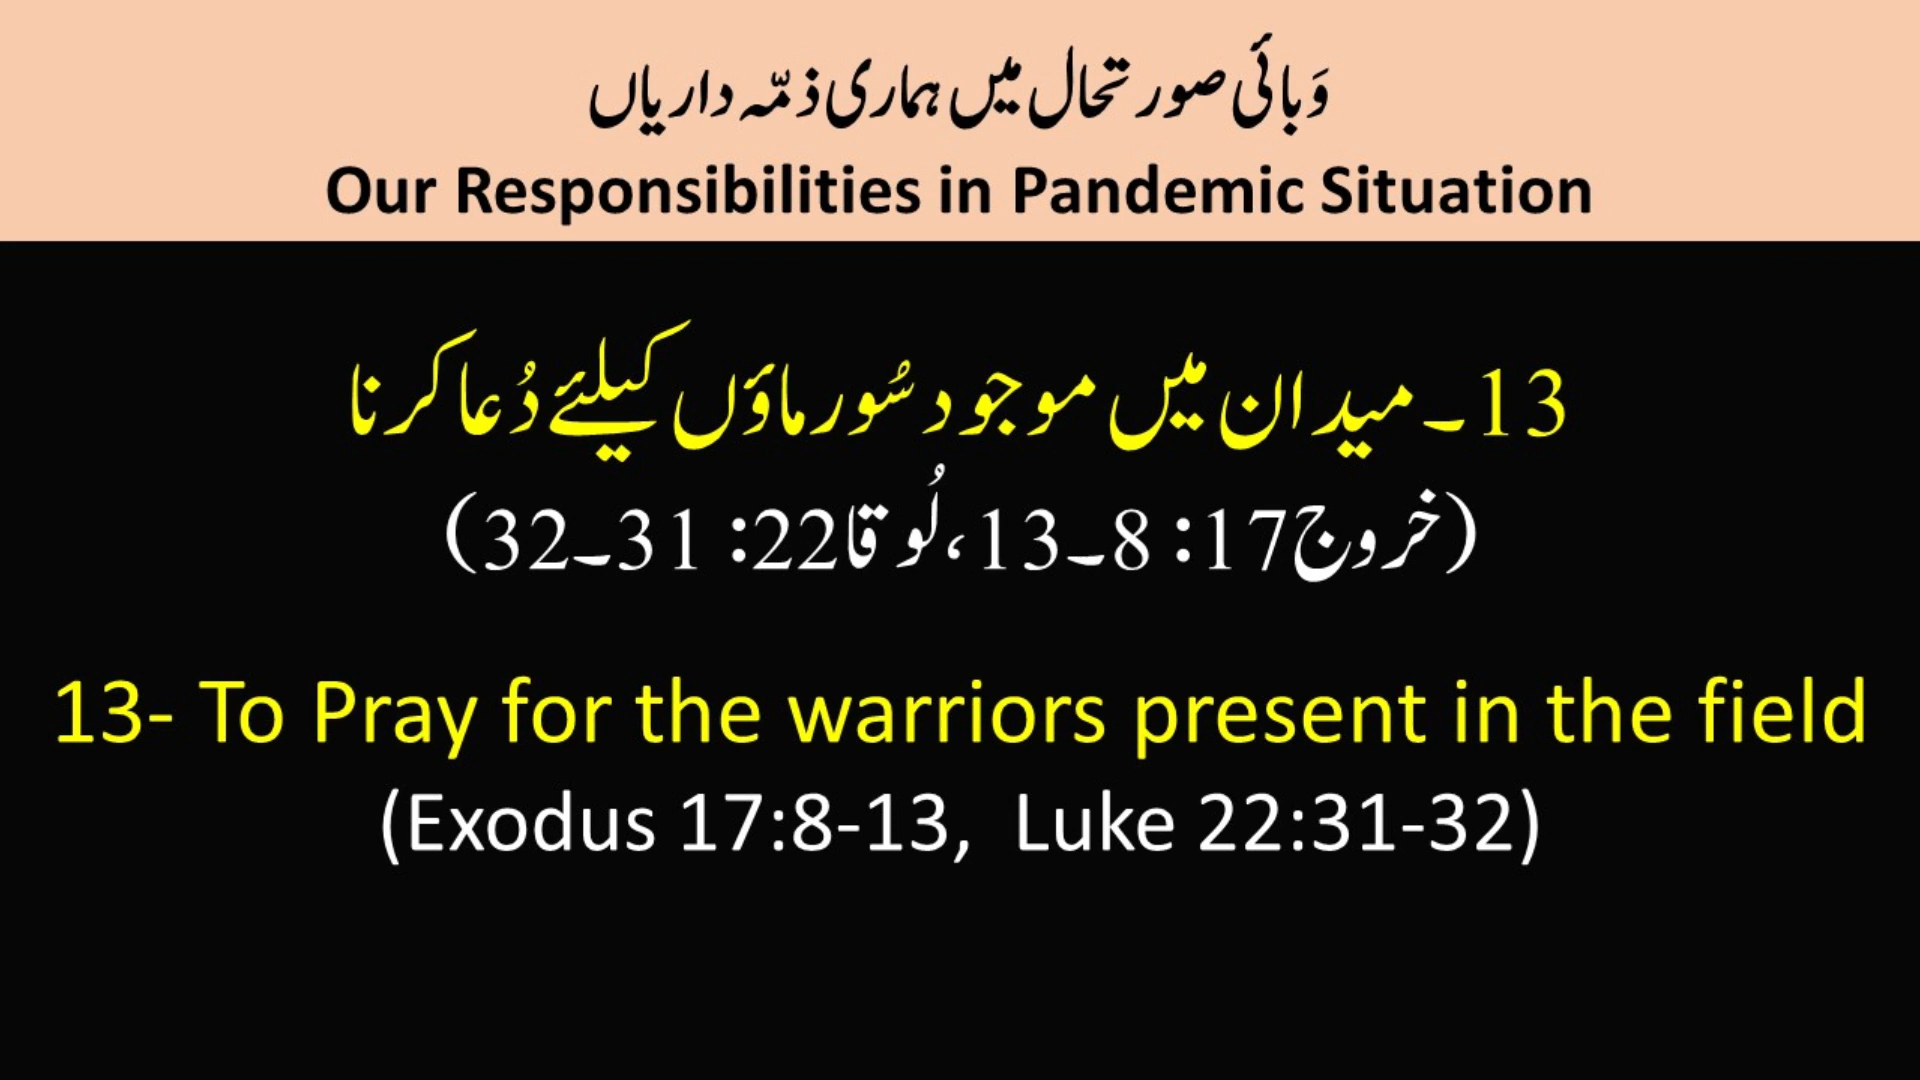 وَبائی صورتحال میں ہماری ذمّہ داریاں
Our Responsibilities in Pandemic Situation
13۔ میدان میں موجود سُورماؤں کیلئے دُعا کرنا
(خروج17: 8۔13، لُوقا22: 31۔32)
13- To Pray for the warriors present in the field
(Exodus 17:8-13, Luke 22:31-32)